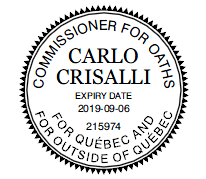 COMMISSIONER FOR OATHS
CARLO
CRISALLI
EXPIRY DATE
2019-09-06
215974
FOR QUÉBEC AND
FOR OUTSIDE OF QUÉBEC